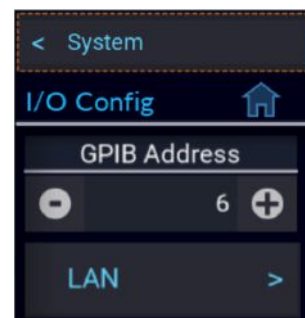 < System
I/O Config
GPIB Address
- 6 +
LAN >